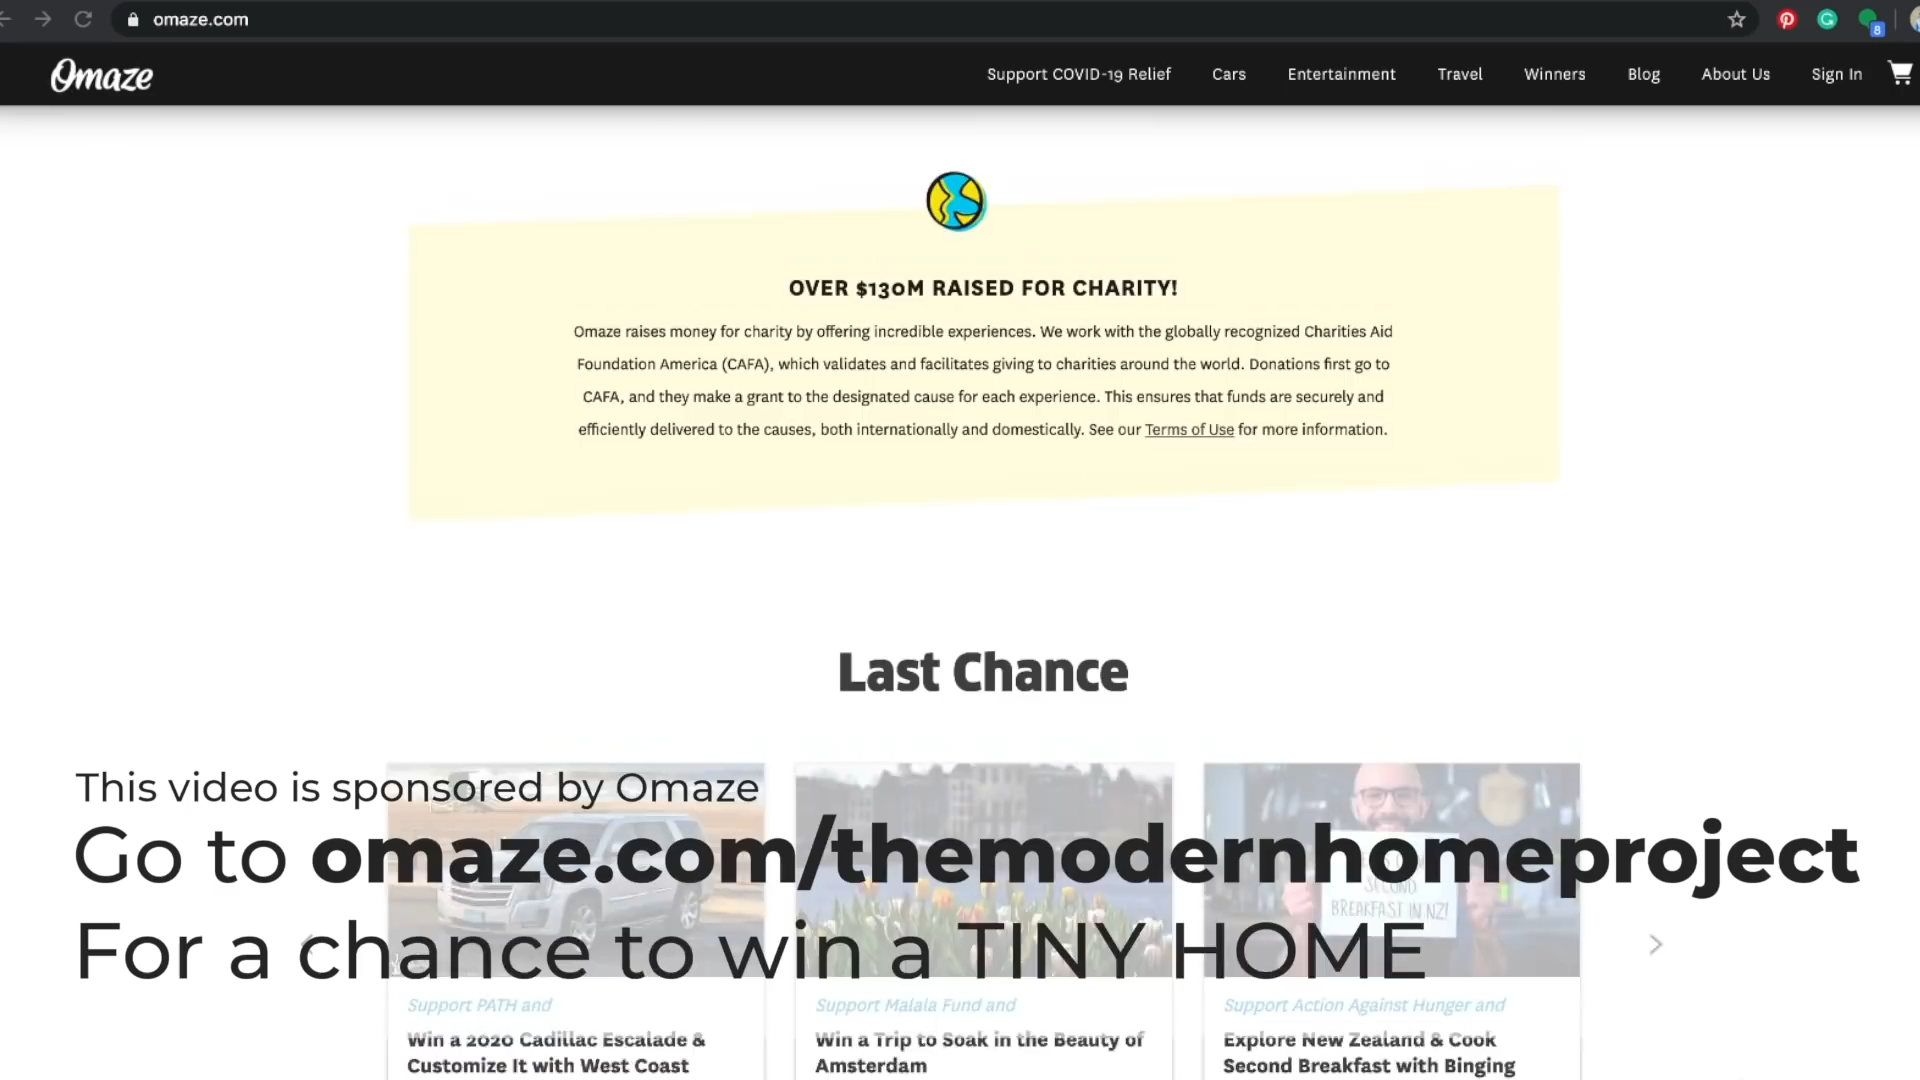 omaze.com
8
Omaze
Support COVID-19 Relief Cars Entertainment Travel Winners Blog About Us Sign In
OVER $130M RAISED FOR CHARITY!
Omaze raises money for charity by offering incredible experiences. We work with the globally recognized Charities Aid
Foundation America (CAFA), which validates and facilitates giving to charities around the world. Donations first go to
CAFA, and they make a grant to the designated cause for each experience. This ensures that funds are securely and
efficiently delivered to the causes, both internationally and domestically. See our Terms of Use for more information.
Last Chance
This video is sponsored by Omaze
Go to omaze.com/themodernhomeproject
For a chance to win a TINY HOME
SECOND
BREAKFAST IN NZ!
Support PATH and
Win a 2020 Cadillac Escalade &
Customize It with West Coast
Support Malala Fund and
Win a Trip to Soak in the Beauty of
Amsterdam
Support Action Against Hunger and
Explore New Zealand & Cook
Second Breakfast with Binging